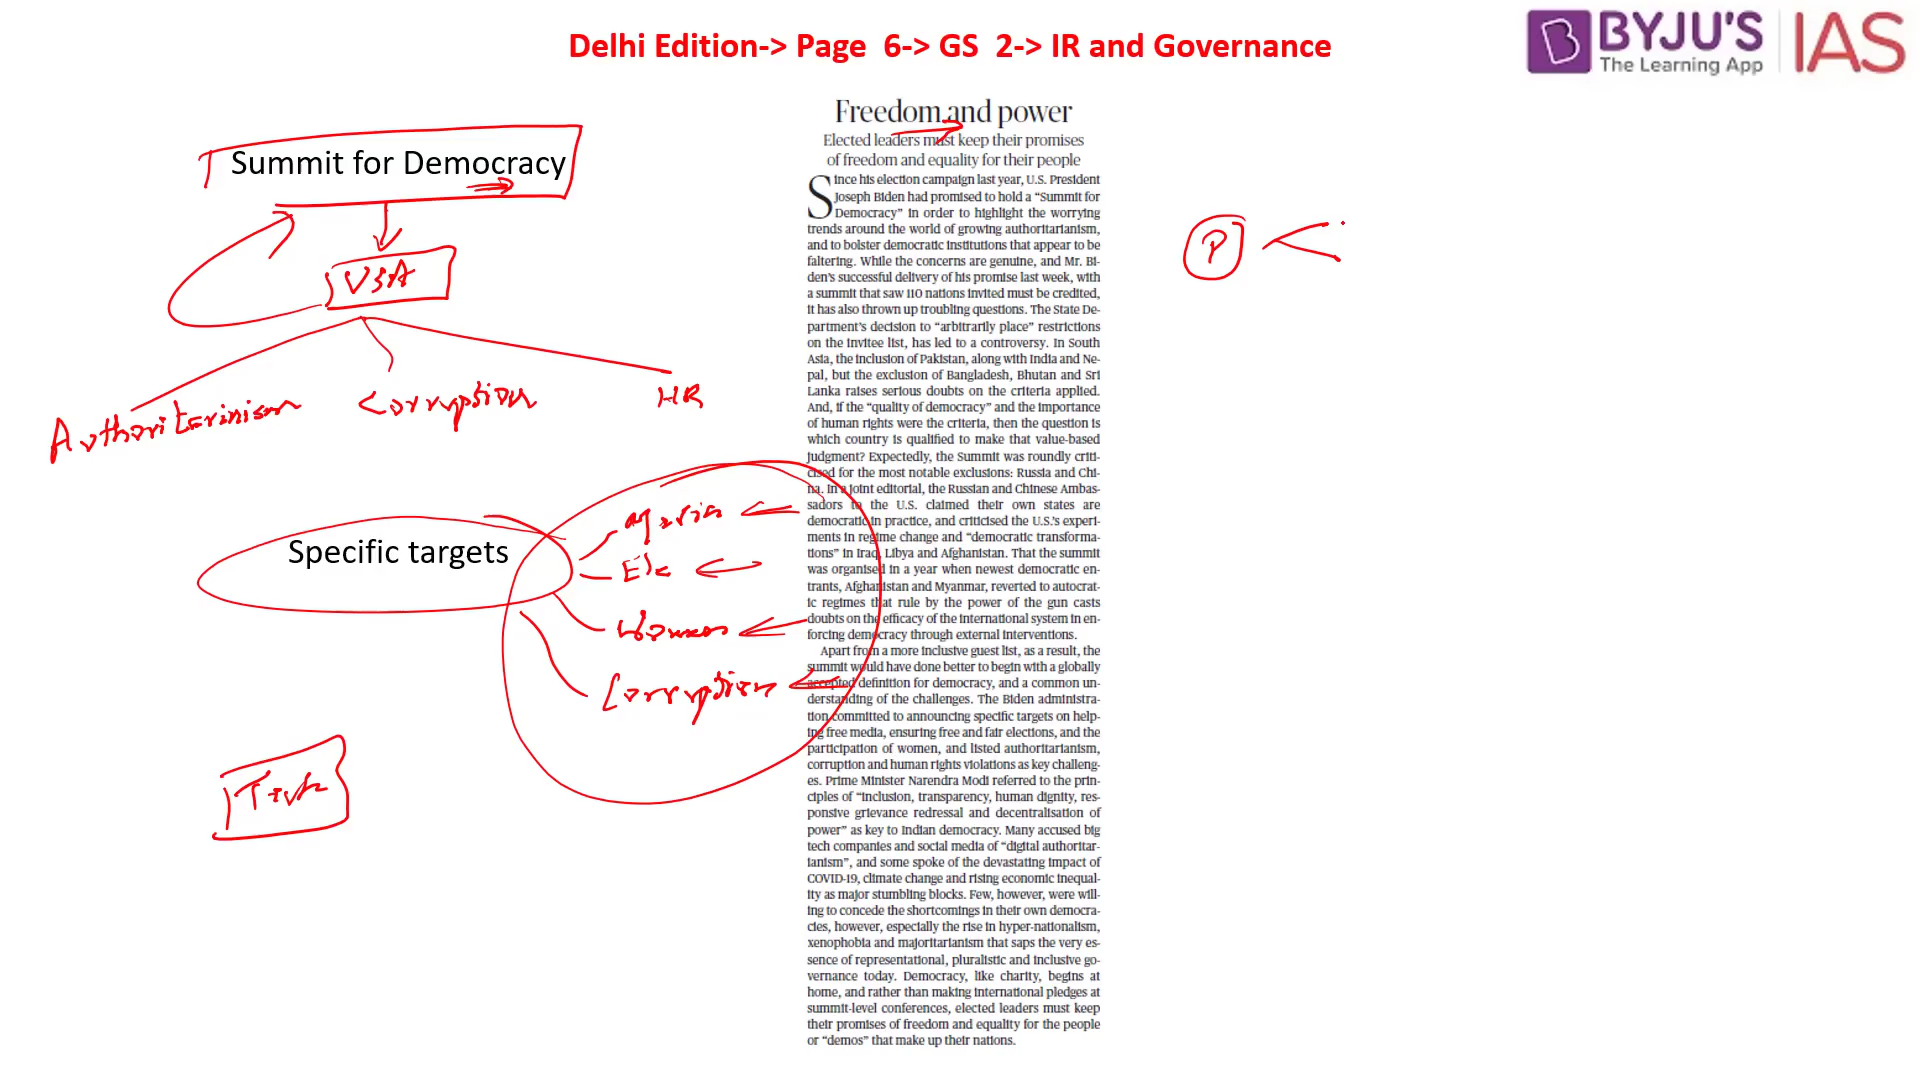 Delhi Edition-> Page 6-> GS 2-> IR and Governance
BYJU'S
The Learning App
IAS
Summit for Democracy
USA
Authoritarinism
Corruption
HR
Specific targets
Ele
Women
Corruption
P
Freedom and power
Elected leaders must keep their promises
of freedom and equality for their people
Since his election campaign last year, U.S. President
Joseph Biden had promised to hold a “Summit for
Democracy” in order to highlight the worrying
trends around the world of growing authoritarianism,
and to bolster democratic institutions that appear to be
faltering. While the concerns are genuine, and Mr. Bi-
den’s successful delivery of his promise last week, with
a summit that saw 110 nations invited must be credited,
it has also thrown up troubling questions. The State De-
partment’s decision to “arbitrarily place” restrictions
on the invitee list, has led to a controversy. In South
Asia, the inclusion of Pakistan, along with India and Ne-
pal, but the exclusion of Bangladesh, Bhutan and Sri
Lanka raises serious doubts on the criteria applied.
And, if the “quality of democracy” and the importance
of human rights were the criteria, then the question is
which country is qualified to make that value-based
judgment? Expectedly, the Summit was roundly criti-
cised for the most notable exclusions: Russia and Chi-
na. In a joint editorial, the Russian and Chinese Ambas-
sadors to the U.S. claimed their own states are
democratic in practice, and criticised the U.S.’s experi-
ments in regime change and “democratic transforma-
tions” in Iraq, Libya and Afghanistan. That the summit
was organised in a year when newest democratic en-
trants, Afghanistan and Myanmar, reverted to autocrat-
ic regimes that rule by the power of the gun casts
doubts on the efficacy of the international system in en-
forcing democracy through external interventions.
Apart from a more inclusive guest list, as a result, the
summit would have done better to begin with a globally
accepted definition for democracy, and a common un-
derstanding of the challenges. The Biden administra-
tion committed to announcing specific targets on help-
ing free media, ensuring free and fair elections, and the
participation of women, and listed authoritarianism,
corruption and human rights violations as key challeng-
es. Prime Minister Narendra Modi referred to the prin-
ciples of “inclusion, transparency, human dignity, res-
ponsive grievance redressal and decentralisation of
power” as key to Indian democracy. Many accused big
tech companies and social media of “digital authoritar-
ianism”, and some spoke of the devastating impact of
COVID-19, climate change and rising economic inequal-
ity as major stumbling blocks. Few, however, were will-
ing to concede the shortcomings in their own democra-
cies, however, especially the rise in hyper-nationalism,
xenophobia and majoritarianism that saps the very es-
sence of representational, pluralistic and inclusive go-
vernance today. Democracy, like charity, begins at
home, and rather than making international pledges at
summit-level conferences, elected leaders must keep
their promises of freedom and equality for the people
or “demos” that make up their nations.